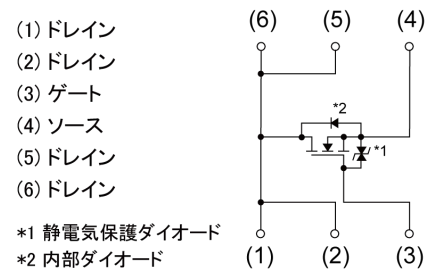 (1) ドレイン
(2) ドレイン
(3) ゲート
(4) ソース
(5) ドレイン
(6) ドレイン
*1 静電気保護ダイオード
*2 内部ダイオード
(6) (5) (4)
*2
*1
(1) (2) (3)